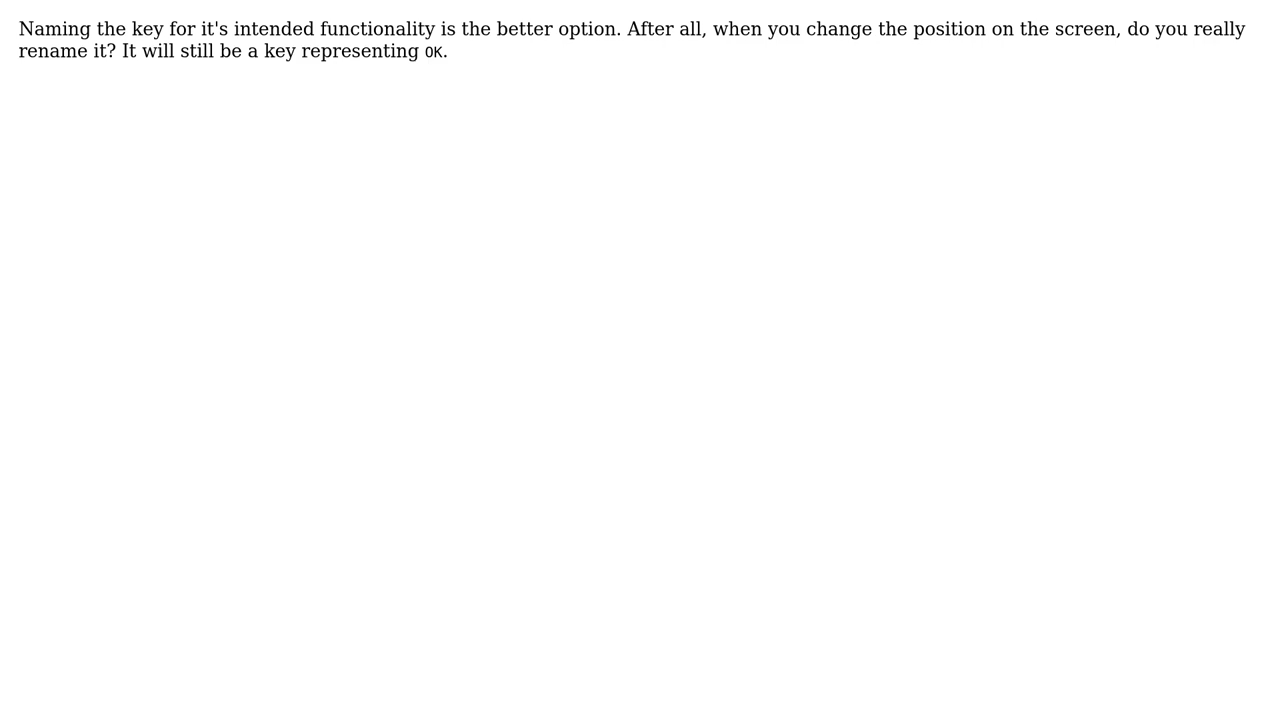 Naming the key for it's intended functionality is the better option. After all, when you change the position on the screen, do you really
rename it? It will still be a key representing OK.